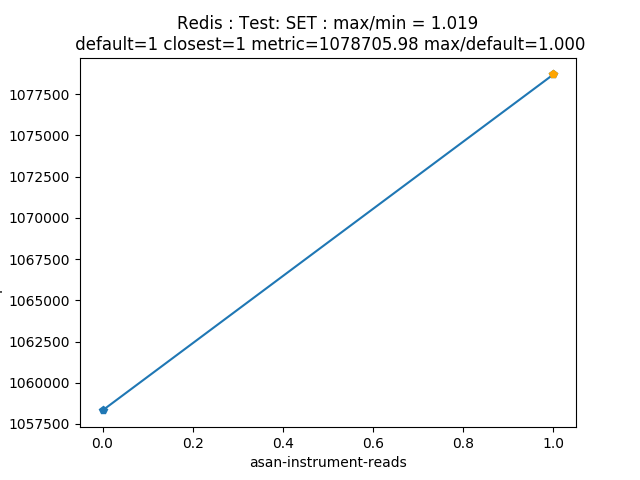 Redis : Test: SET : max/min = 1.019
default=1 closest=1 metric=1078705.98 max/default=1.000
1077500
1075000
1072500
1070000
1067500
1065000
1062500
1060000
1057500
0.0 0.2 0.4 0.6 0.8 1.0
asan-instrument-reads